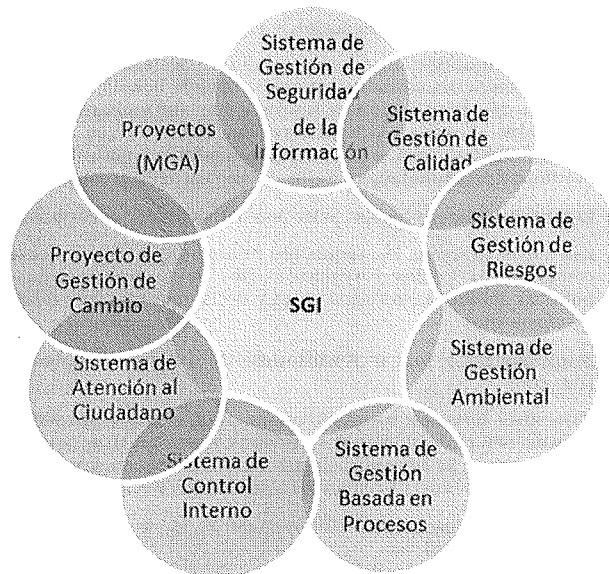 Sistema de
Gestión de
Seguridad
de la
Información
Sistema de
Gestión de
Calidad
Sistema de
Gestión de
Riesgos
Sistema de
Gestión
Ambiental
Sistema de
Gestión
Basada en
Procesos
Sistema de
Control
Interno
Sistema de
Atención al
Ciudadano
Proyecto de
Gestión de
Cambio
Proyectos
(MGA)
SGI